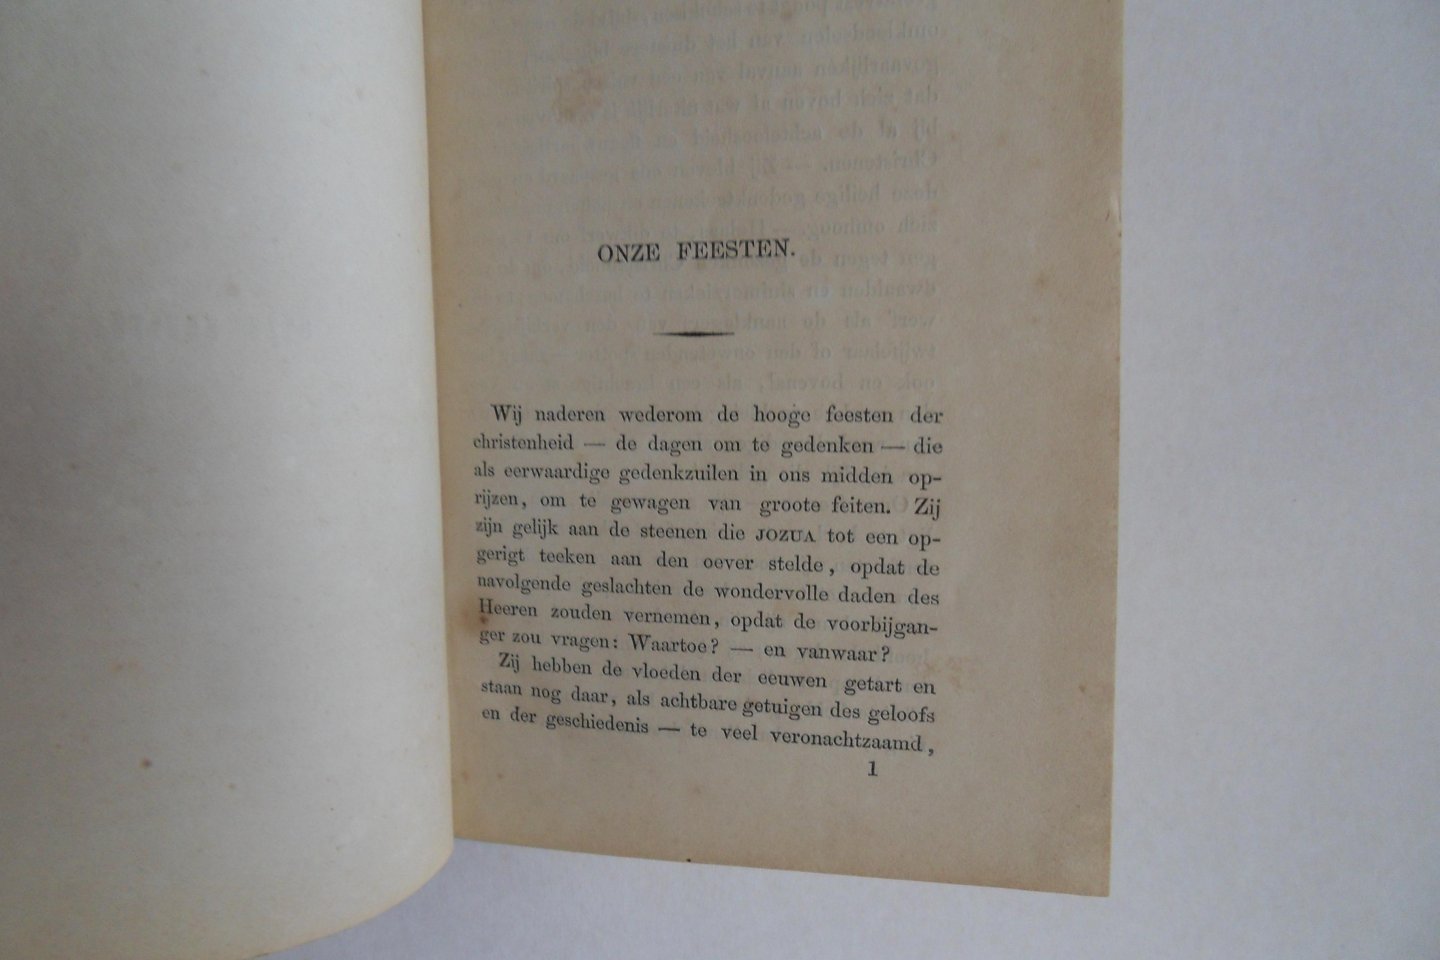 ONZE FEESTEN.
Wij naderen wederom de hooge feesten der
christenheid — de dagen om te gedenken — die
als eerwaardige gedenkzuilen in ons midden op-
rijzen, om te gewagen van groote feiten. Zij
zijn gelijk aan de steenen die JOZUA tot een op-
gerigt teeken aan den oever stelde, opdat de
navolgende geslachten de wondervolle daden des
Heeren zouden vernemen, opdat de voorbijgan-
ger zou vragen: Waartoe? — en vanwaar?
Zij hebben de vloeden der eeuwen getart en
staan nog daar, als achtbare getuigen des geloofs
en der geschiedenis — te veel veronachtzaamd,
1